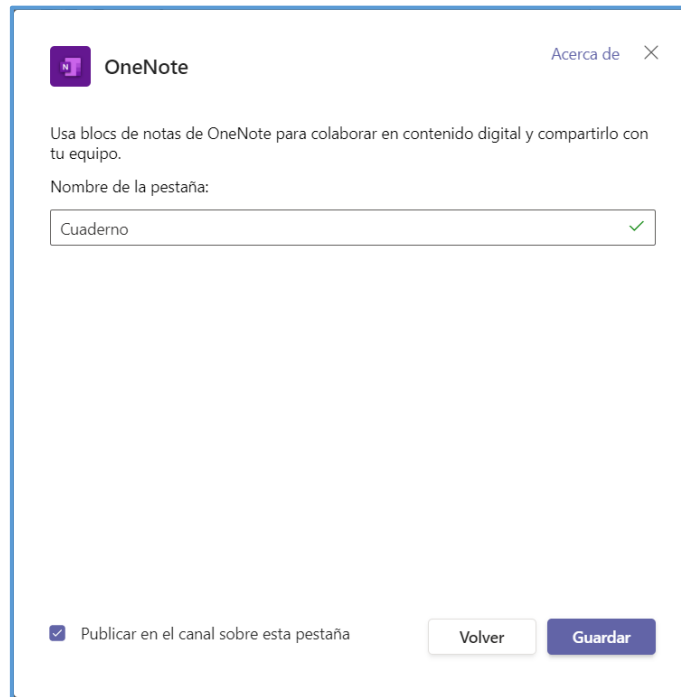 OneNote
Acerca de
Usa blocs de notas de OneNote para colaborar en contenido digital y compartirlo con
tu equipo.
Nombre de la pestaña:
Cuaderno
Publicar en el canal sobre esta pestaña
Volver
Guardar